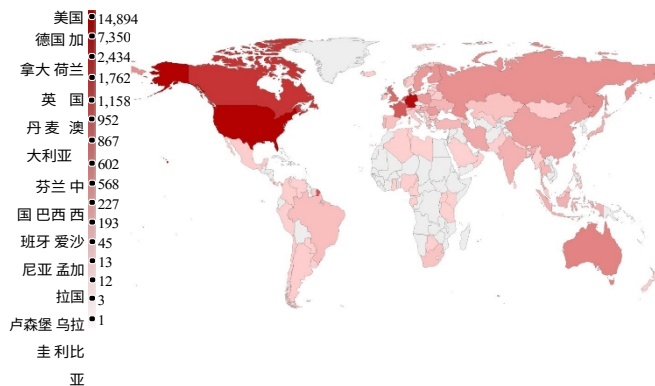 美国 14,894
德国 加 7,350
2,434
拿大 荷兰
1,762
英 国 1,158
952
丹 麦 澳
867
大利亚
602
芬兰 中 568
227
国 巴西 西
193
班牙 爱沙 45
13
尼亚 孟加
12
拉国 3
卢森堡 乌拉 1
圭 利比
亚